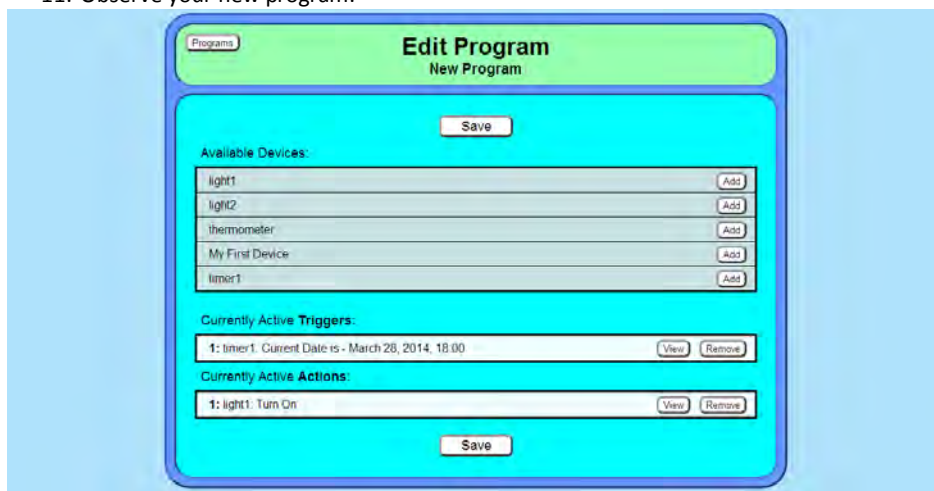 11. Observe your new program.
Programs
Edit Program
New Program
Save
Available Devices:
light1 Add
light2 Add
thermometer Add
My First Device Add
timer1 Add
Currently Active Triggers:
1: timer1: Current Date is - March 28, 2014, 18:00 View Remove
Currently Active Actions:
1: light1: Turn On View Remove
Save